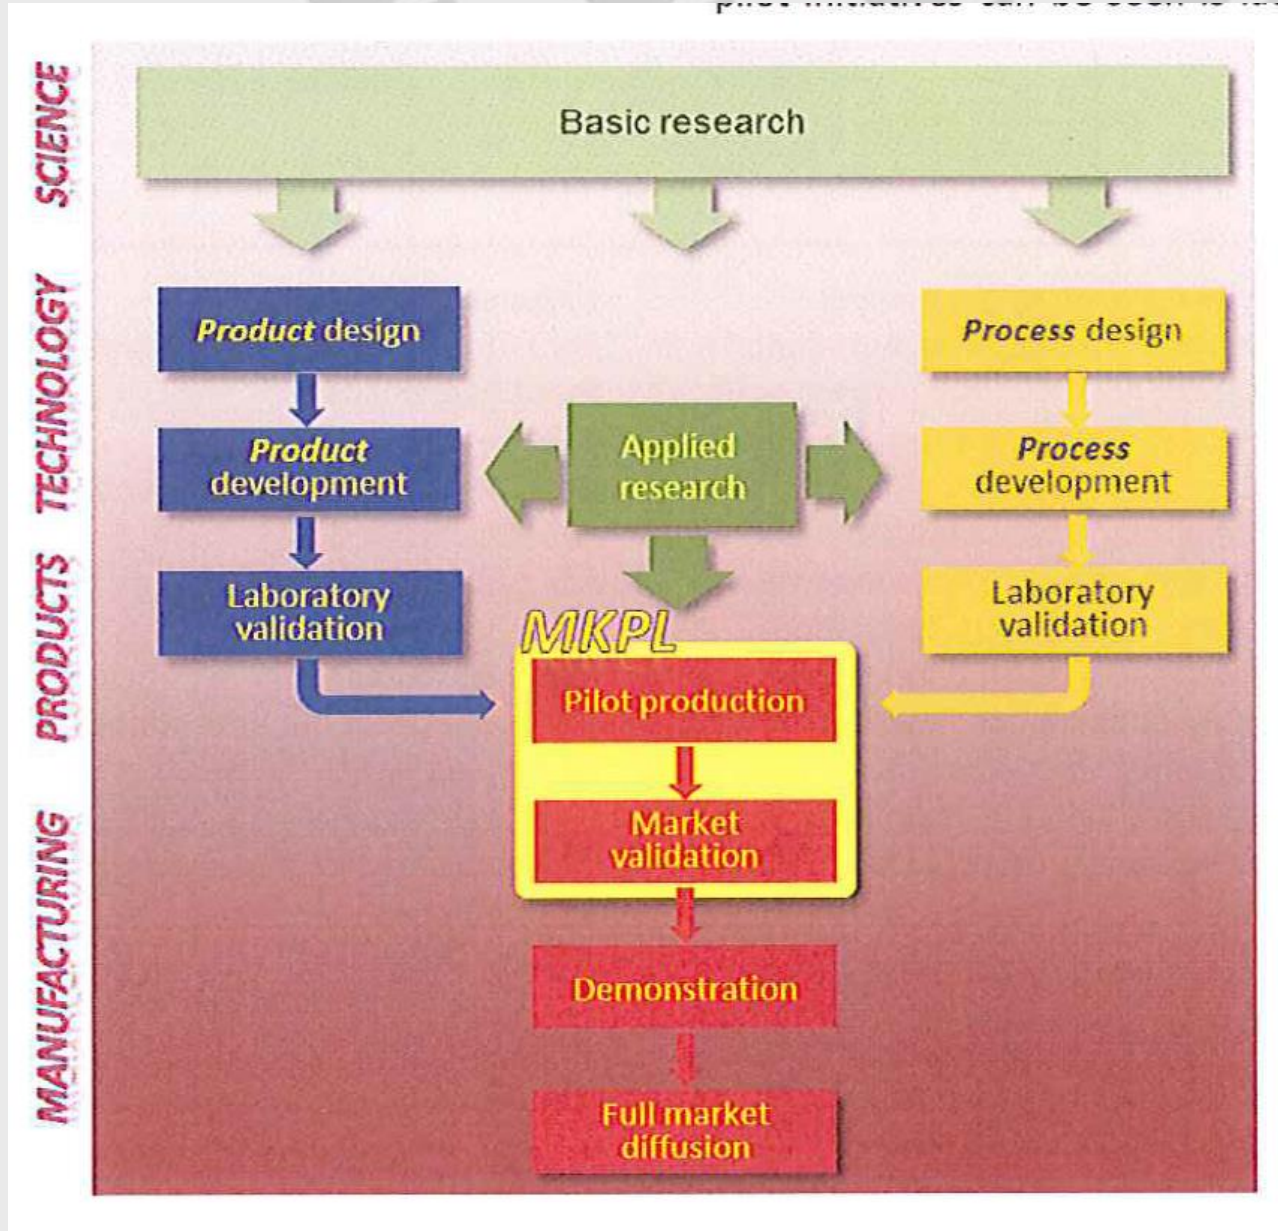 SCIENCE
Basic research
TECHNOLOGY
Product design
Process design
Product
development
Applied
research
Process
development
PRODUCTS
Laboratory
validation
Laboratory
validation
MKPL
Pilot production
Market
validation
MANUFACTURING
Demonstration
Full market
diffusion